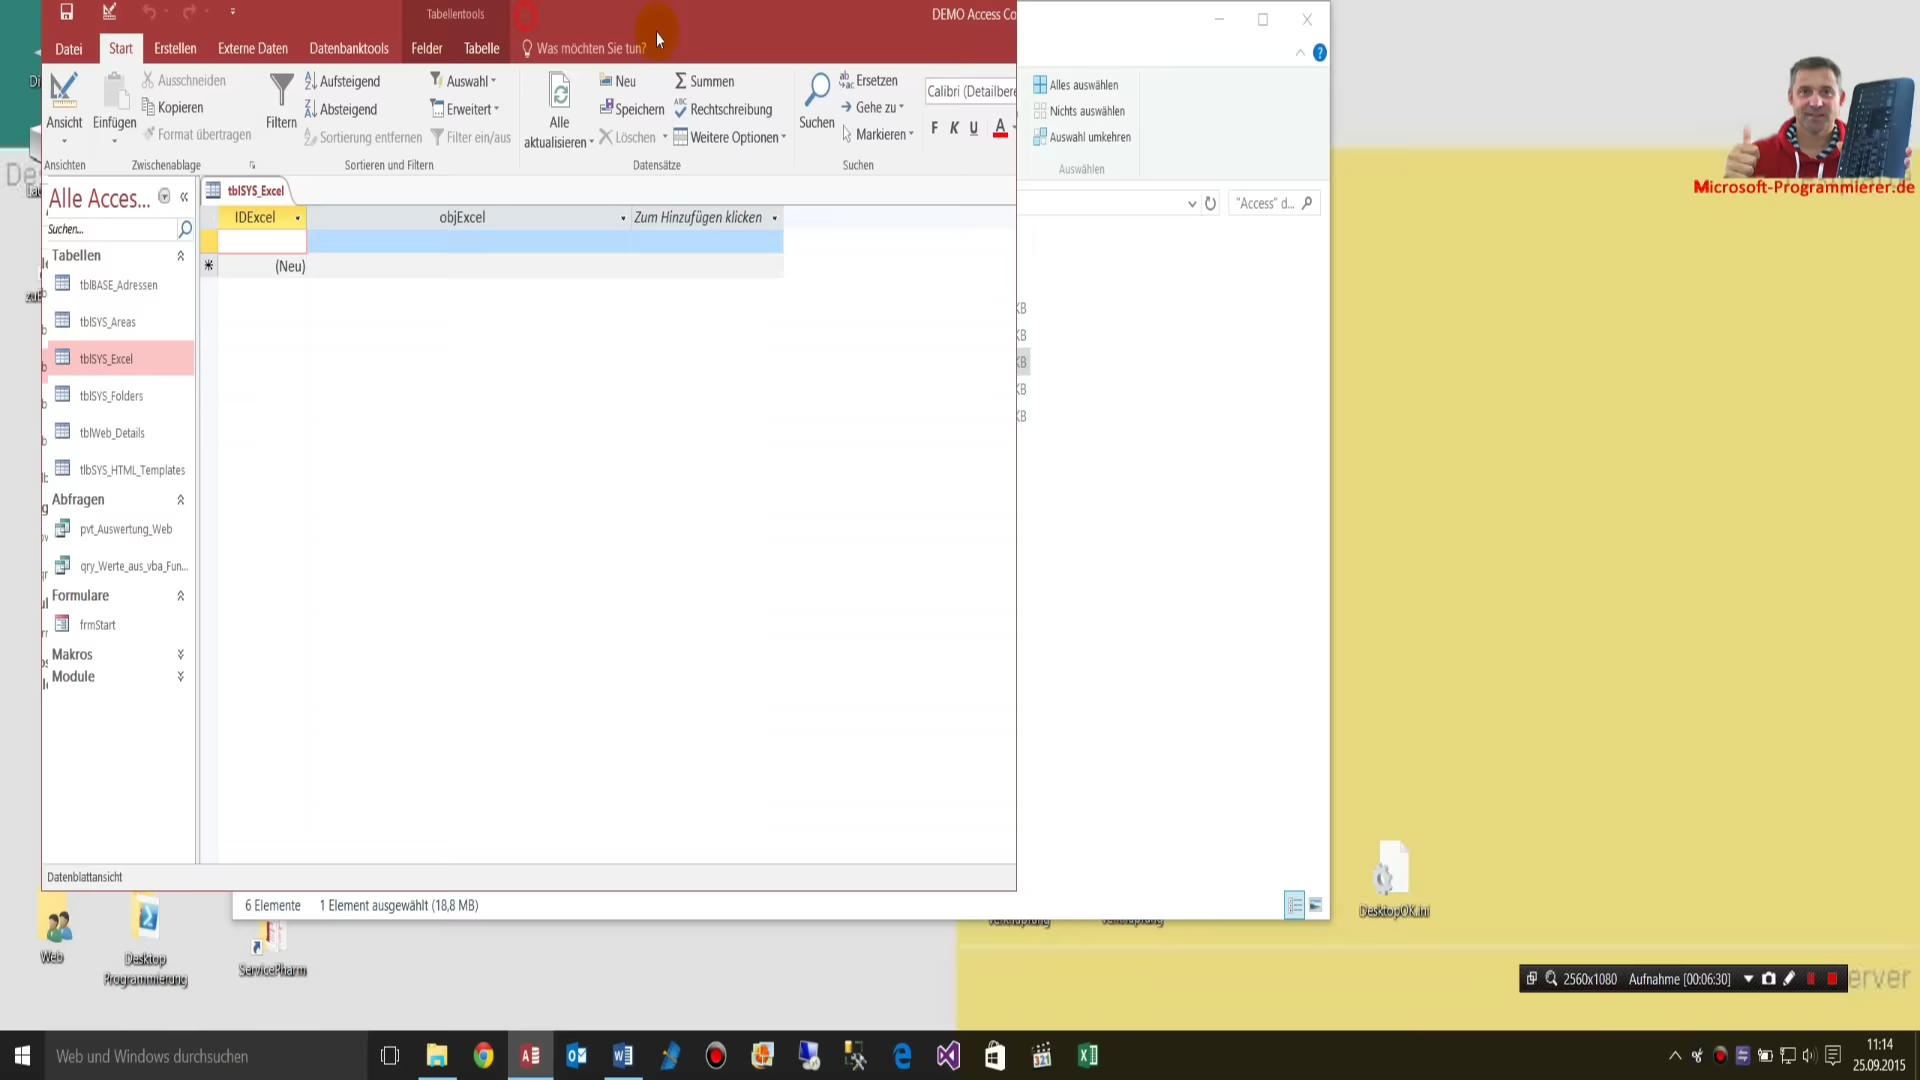 Tabellentools
DEMO Access Co
Datei
Start
Erstellen
Externe Daten
Datenbanktools
Felder
Tabelle
Was möchten Sie tun?
Ansicht
Einfügen
Ausschneiden
Kopieren
Format übertragen
Filtern
Aufsteigend
Absteigend
Sortierung entfernen
Auswahl
Erweitert
Filter ein/aus
Alle
aktualisieren
Neu
Speichern
Löschen
Summen
Rechtschreibung
Weitere Optionen
Suchen
Ersetzen
Gehe zu
Markieren
Calibri (Detailbere
F K U A
Alles auswählen
Nichts auswählen
Auswahl umkehren
Ansichten
Zwischenablage
Sortieren und Filtern
Datensätze
Suchen
Auswählen
Microsoft-Programmierer.de
Alle Acces...
tblSYS_Excel
"Access" d...
IDExcel
objExcel
Zum Hinzufügen klicken
(Neu)
Suchen...
Tabellen
tblBASE_Adressen
tblSYS_Areas
tblSYS_Excel
tblSYS_Folders
tblWeb_Details
tlbSYS_HTML_Templates
Abfragen
pvt_Auswertung_Web
qry_Werte_aus_vba_Fun...
Formulare
frmStart
Makros
Module
KB
KB
KB
KB
KB
Datenblattansicht
6 Elemente
1 Element ausgewählt (18,8 MB)
Web
Desktop
Programmierung
ServicePharm
DesktopOK.ini
2560x1080
Aufnahme [00:06:30]
erver
Web und Windows durchsuchen
11:14
25.09.2015